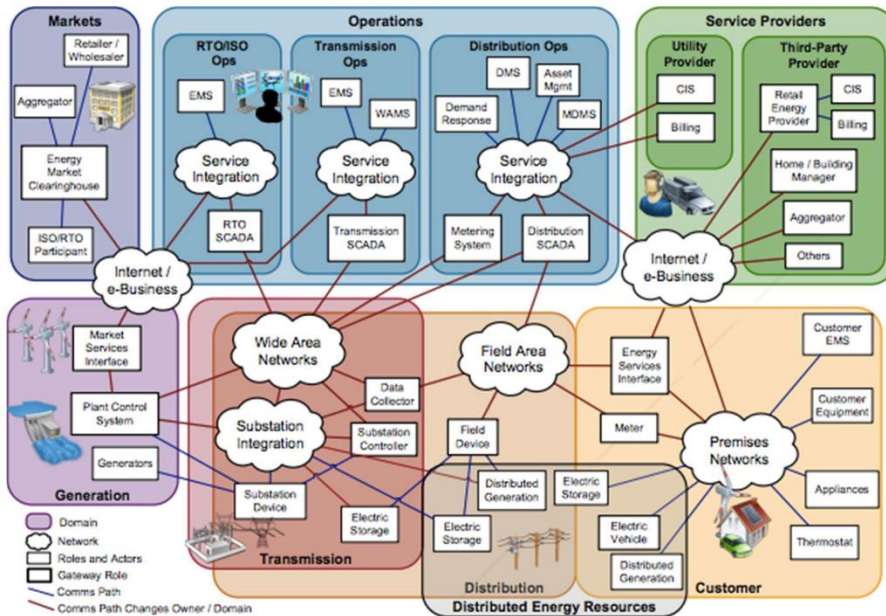 Markets
Operations
Service Providers
Retailer /
Wholesaler
Aggregator
Energy
Market
Clearinghouse
ISO/RTO
Participant
RTO/ISO
Ops
EMS
Service
Integration
RTO
SCADA
Transmission
Ops
EMS
WAMS
Service
Integration
Transmission
SCADA
Distribution Ops
DMS
Asset
Mgmt
Demand
Response
MDMS
Service
Integration
Metering
System
Distribution
SCADA
Utility
Provider
CIS
Billing
Third-Party
Provider
Retail
Energy
Provider
CIS
Billing
Home / Building
Manager
Aggregator
Others
Internet /
e-Business
Internet /
e-Business
Market
Services
Interface
Plant Control
System
Generators
Generation
Wide Area
Networks
Substation
Integration
Data
Collector
Substation
Controller
Substation
Device
Electric
Storage
Transmission
Field Area
Networks
Field
Device
Distributed
Generation
Electric
Storage
Distribution
Energy
Services
Interface
Meter
Premises
Networks
Customer
EMS
Customer
Equipment
Appliances
Thermostat
Electric
Storage
Electric
Vehicle
Distributed
Generation
Customer
Distributed Energy Resources
Domain
Network
Roles and Actors
Gateway Role
Comms Path
Comms Path Changes Owner / Domain